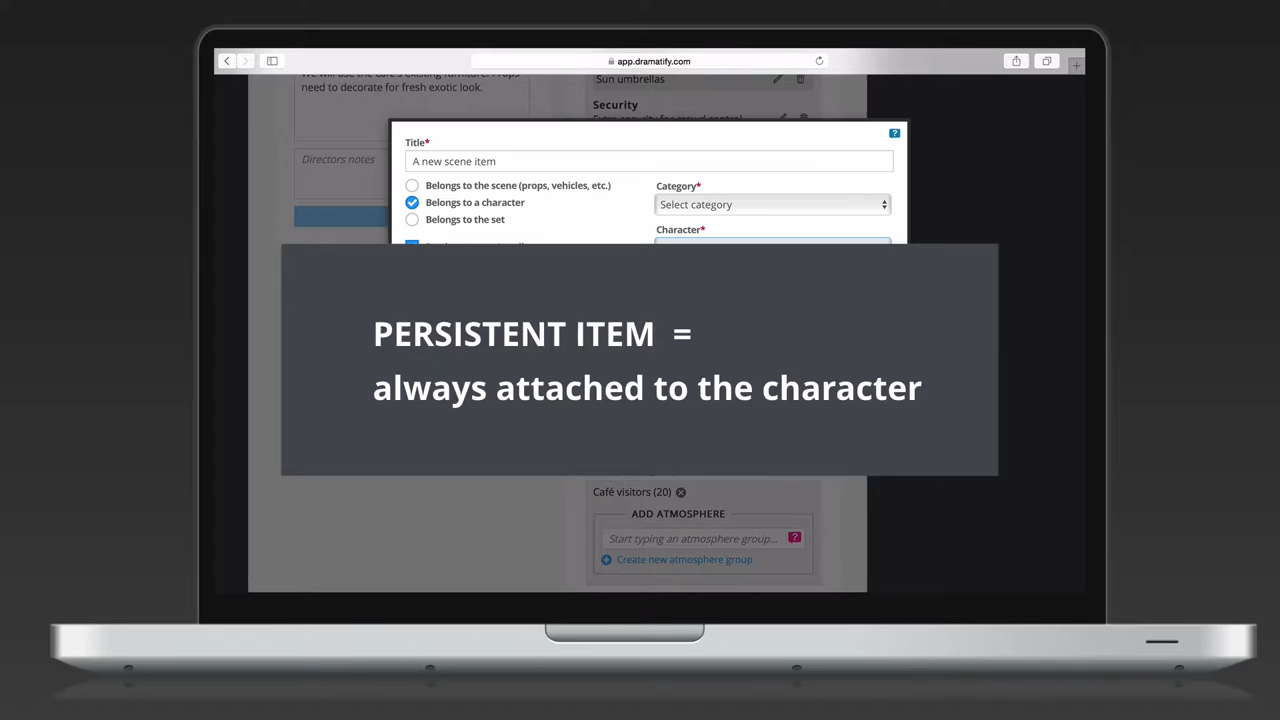 app.dramatify.com
need to decorate for fresh exotic look.
Directors notes
Sun umbrellas
Security
Title*
?
A new scene item
Belongs to the scene (props, vehicles, etc.)
Belongs to a character
Belongs to the set
Category*
Select category
Character*
PERSISTENT ITEM =
always attached to the character
Café visitors (20)
ADD ATMOSPHERE
Start typing an atmosphere group...
?
Create new atmosphere group